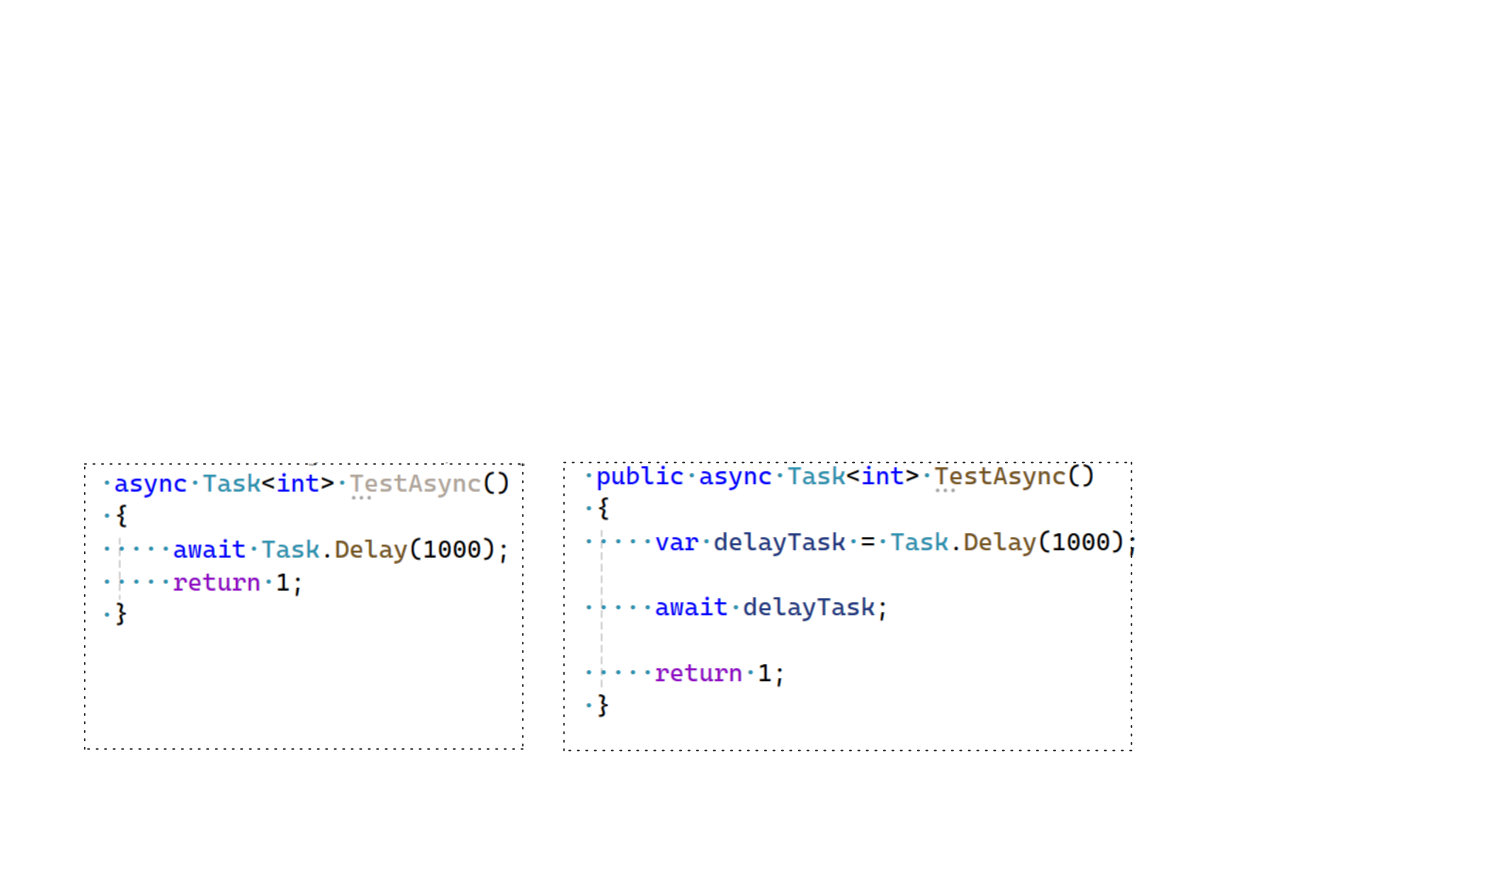 async Task<int> TestAsync()
{
    await Task.Delay(1000);
    return 1;
}
public async Task<int> TestAsync()
{
    var delayTask = Task.Delay(1000);
    await delayTask;
    return 1;
}